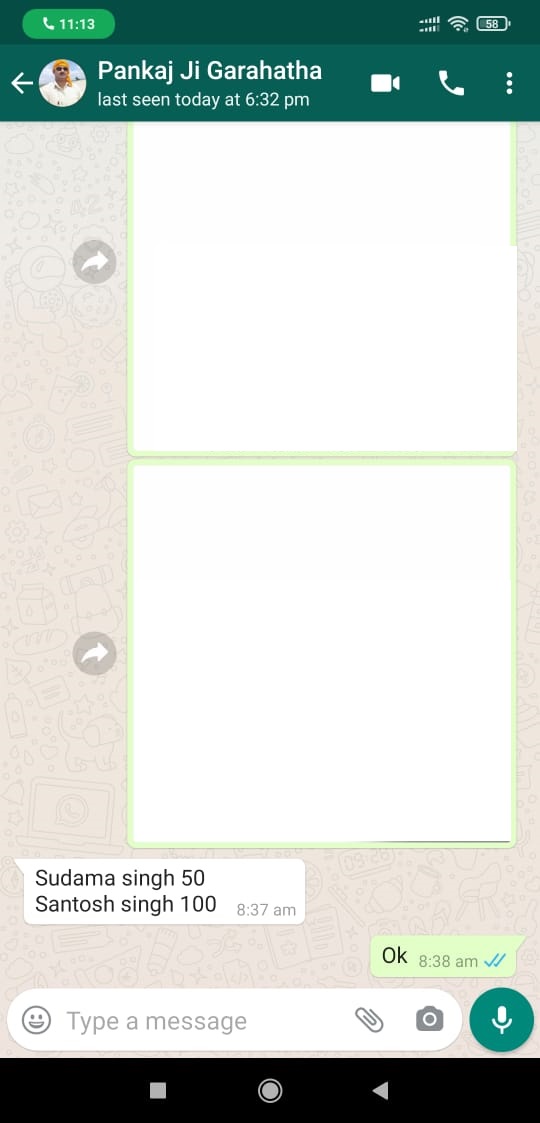 11:13
58
Pankaj Ji Garahatha
last seen today at 6:32 pm
Sudama singh 50
Santosh singh 100
8:37 am
Ok
8:38 am
Type a message